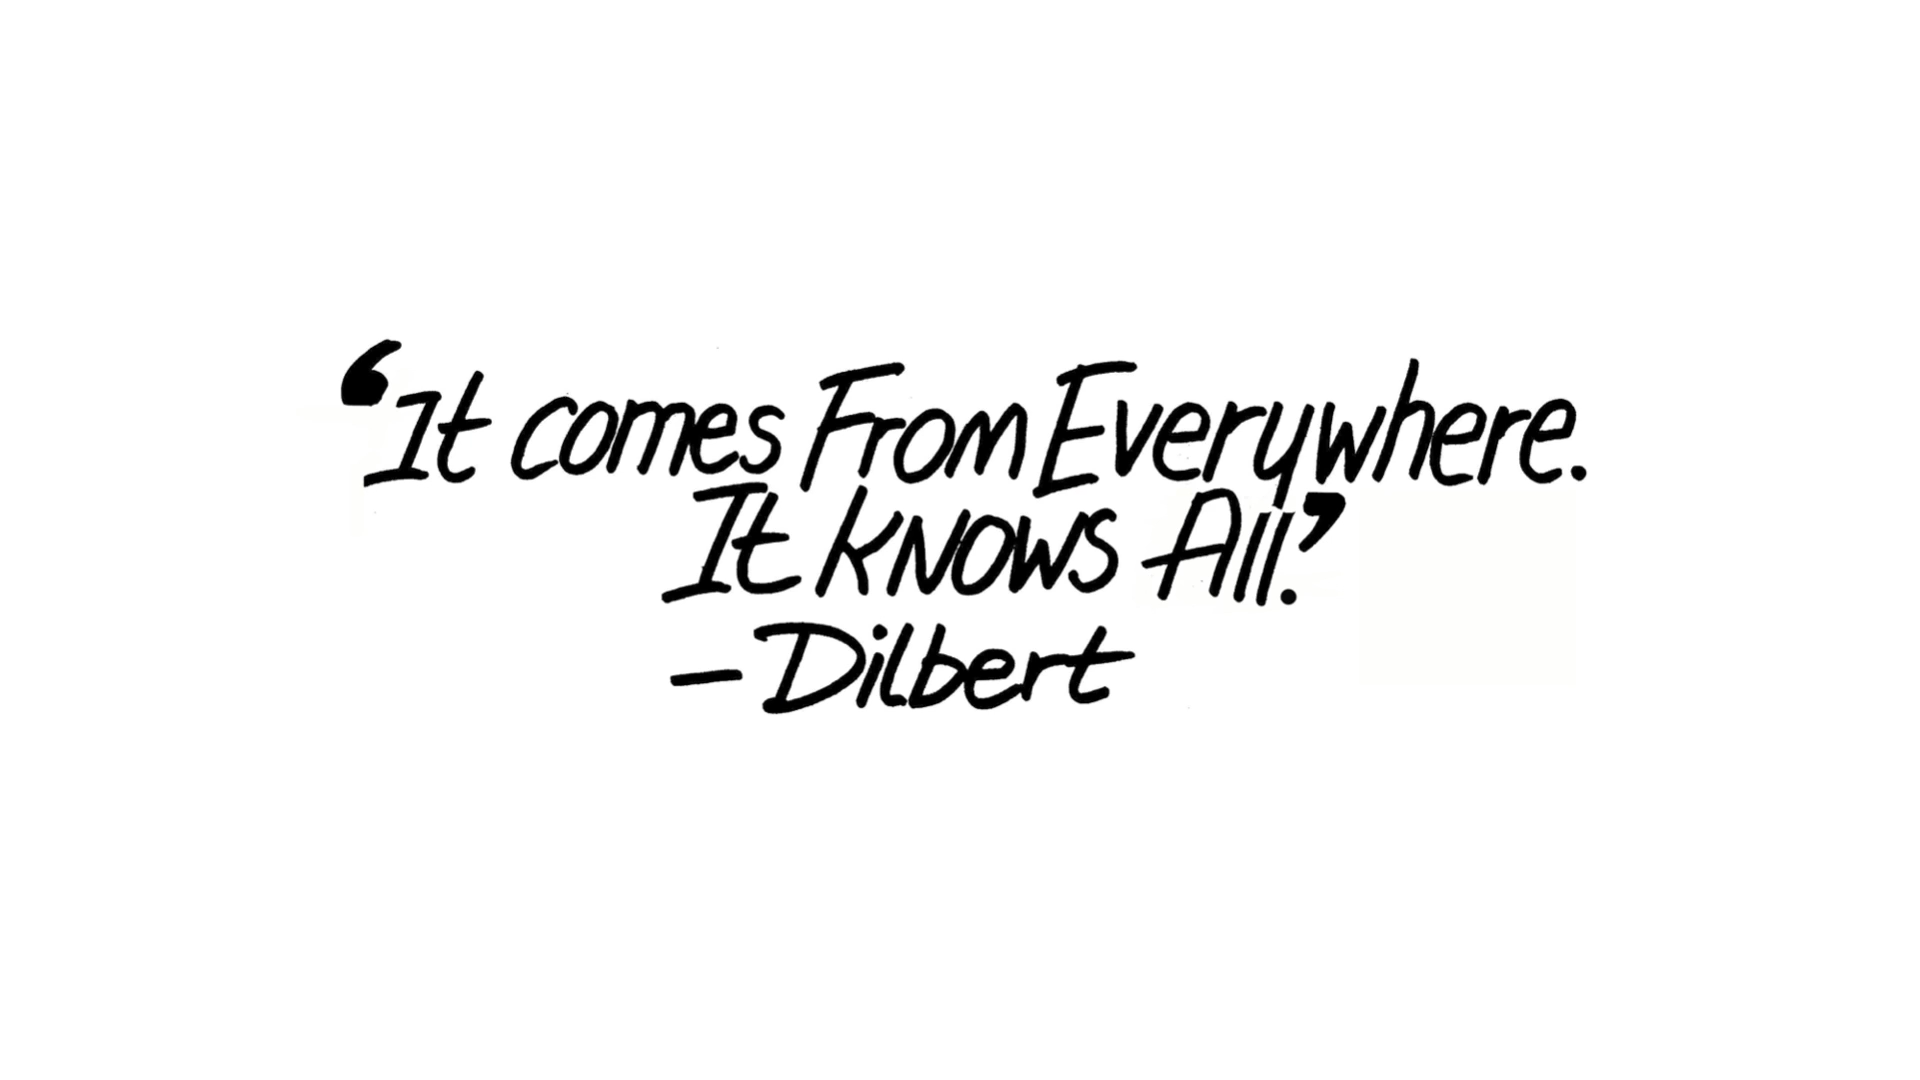 ‘It comes From Everywhere.
It knows All.’
– Dilbert